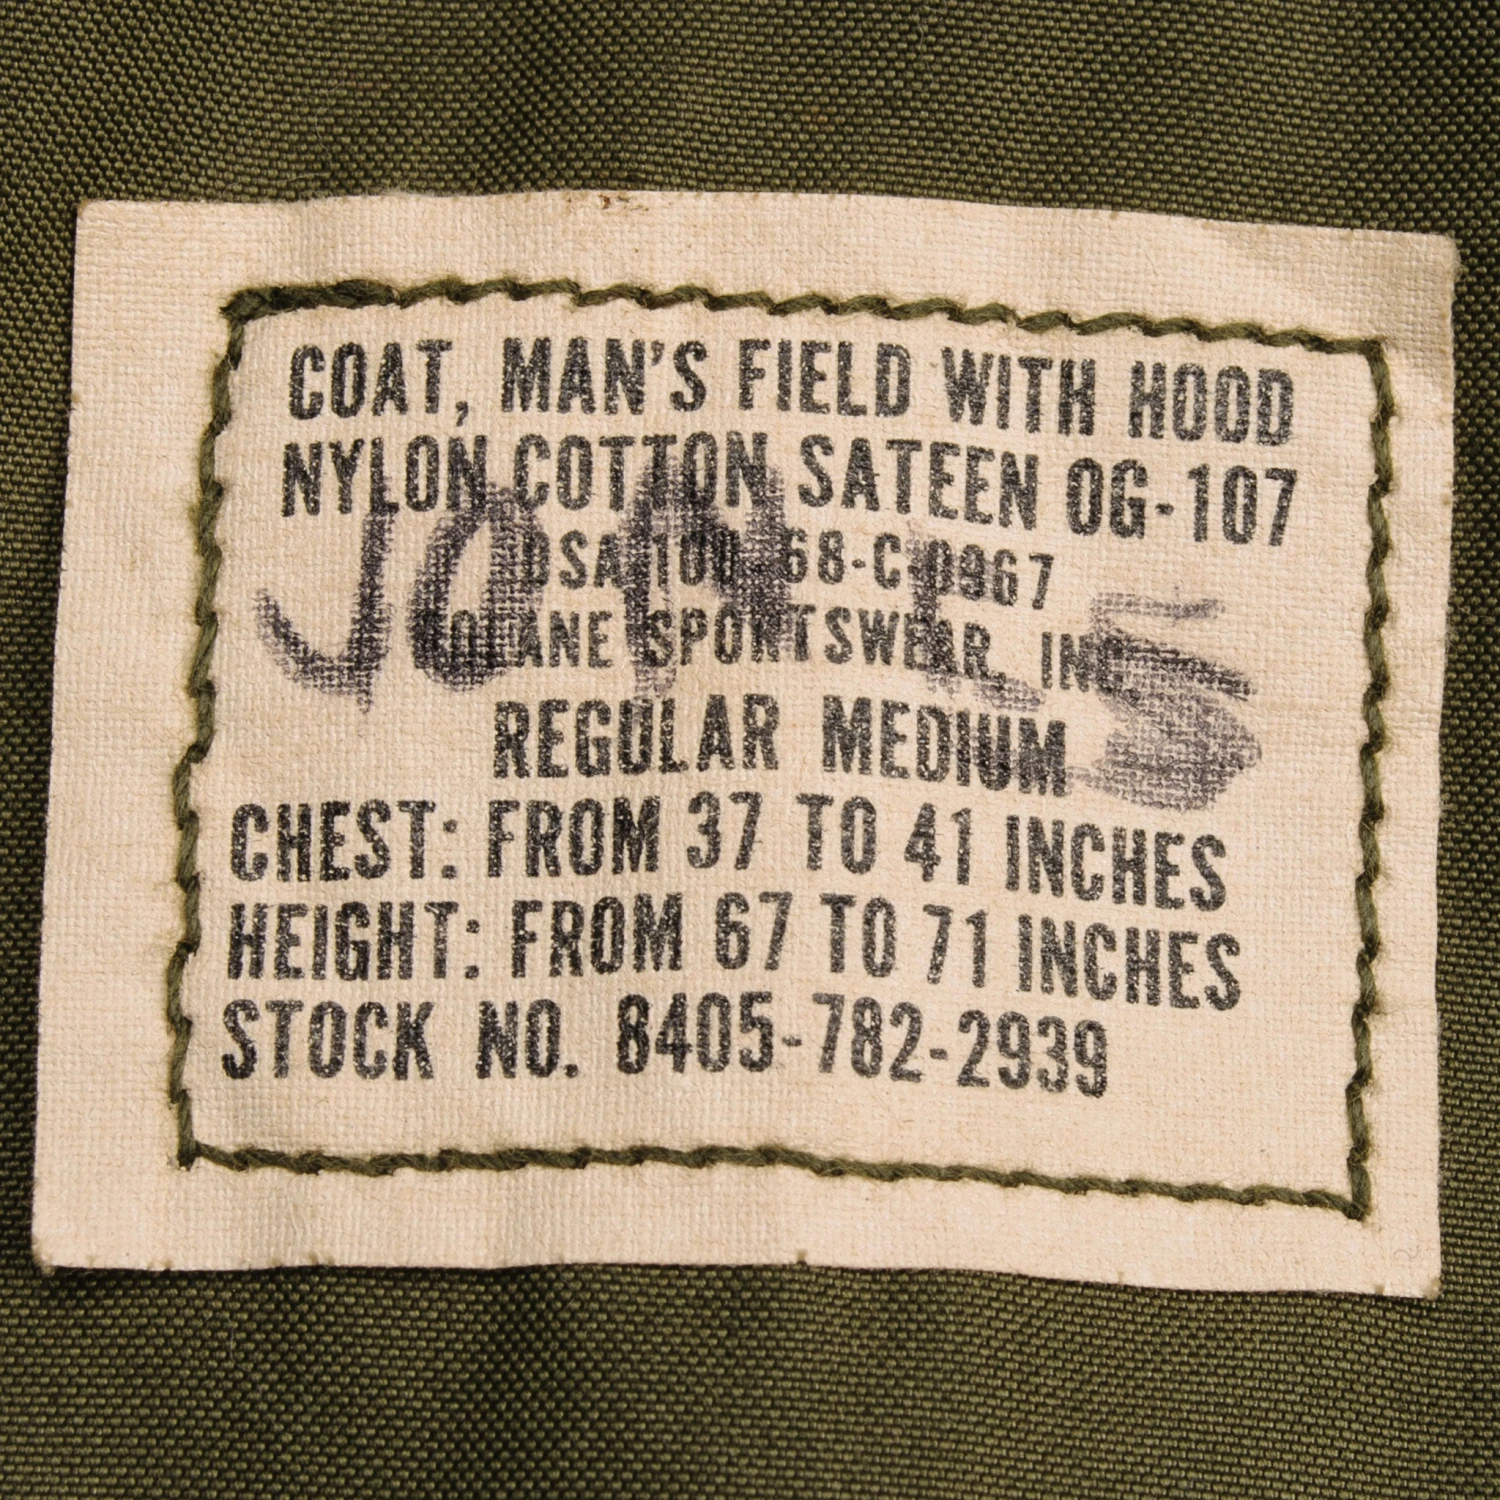 COAT, MAN'S FIELD WITH HOOD
NYLON COTTON SATEEN OG-107
DSA 100-68-C-0967
SPORTSWEAR, INC.
REGULAR MEDIUM
CHEST: FROM 37 TO 41 INCHES
HEIGHT: FROM 67 TO 71 INCHES
STOCK NO. 8405-782-2939